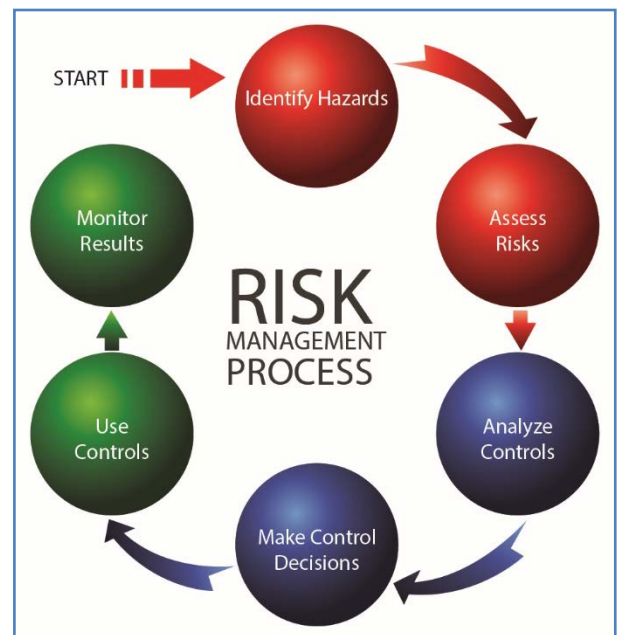 START
Identify Hazards
Assess
Risks
Analyze
Controls
Make Control
Decisions
Use
Controls
Monitor
Results
RISK
MANAGEMENT
PROCESS